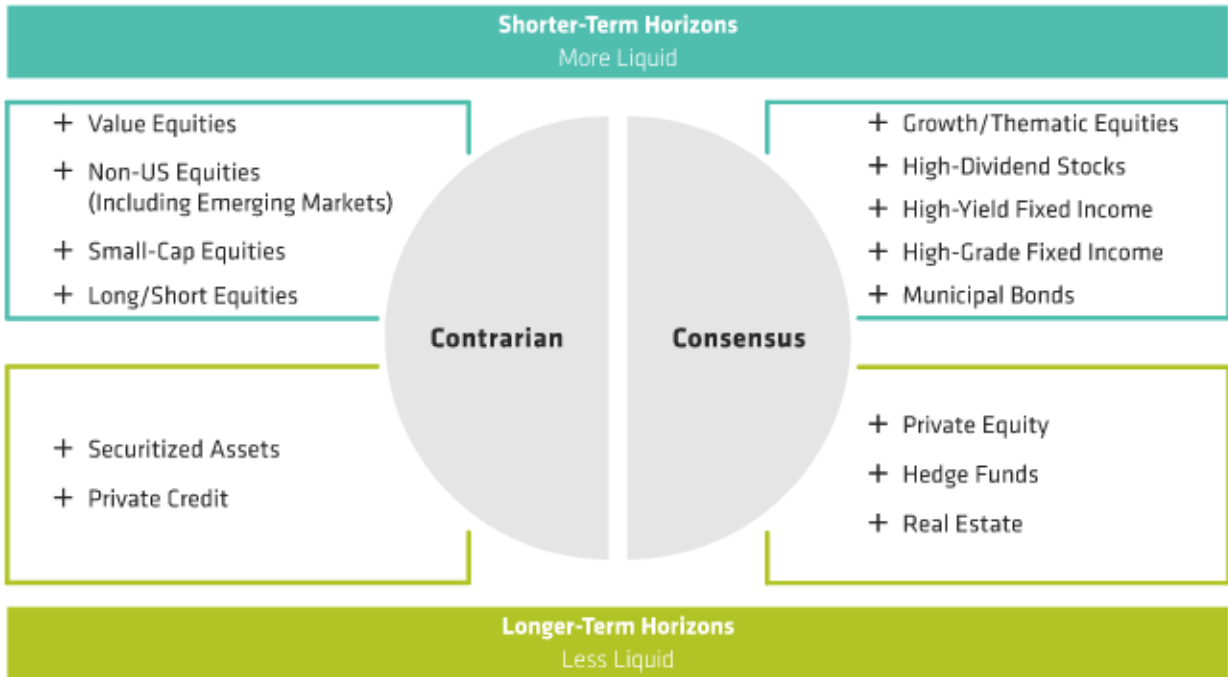 Shorter-Term Horizons
More Liquid
+ Value Equities
+ Non-US Equities
(Including Emerging Markets)
+ Small-Cap Equities
+ Long/Short Equities
+ Growth/Thematic Equities
+ High-Dividend Stocks
+ High-Yield Fixed Income
+ High-Grade Fixed Income
+ Municipal Bonds
Contrarian
Consensus
+ Securitized Assets
+ Private Credit
+ Private Equity
+ Hedge Funds
+ Real Estate
Longer-Term Horizons
Less Liquid